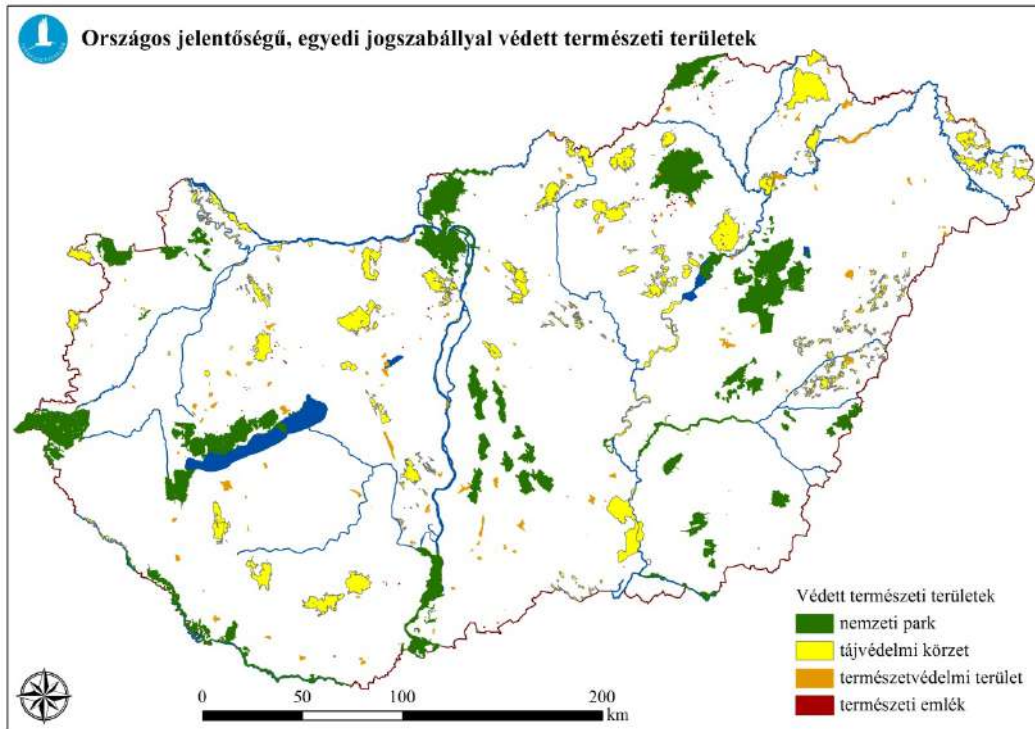 Országos jelentőségű, egyedi jogszabállyal védett természeti területek
Védett természeti területek
nemzeti park
tájvédelmi körzet
természetvédelmi terület
természeti emlék
0 50 100 200
km